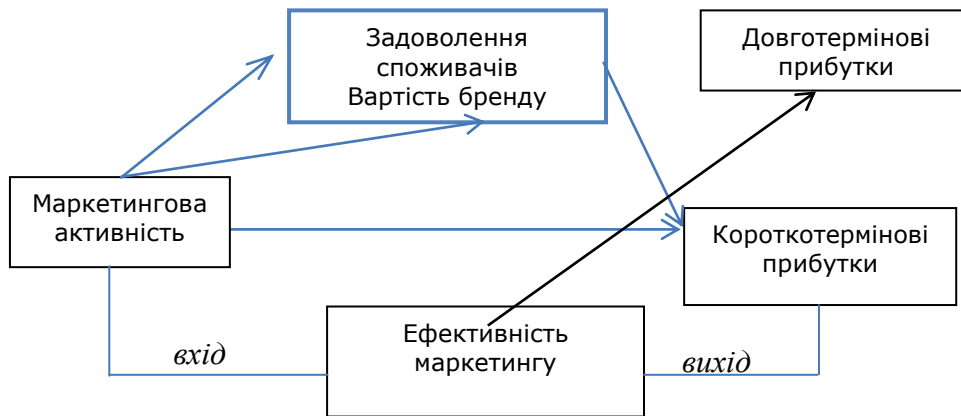 Задоволення
споживачів
Вартість бренду
Довготермінові
прибутки
Маркетингова
активність
Короткотермінові
прибутки
Ефективність
маркетингу
вхід
вихід